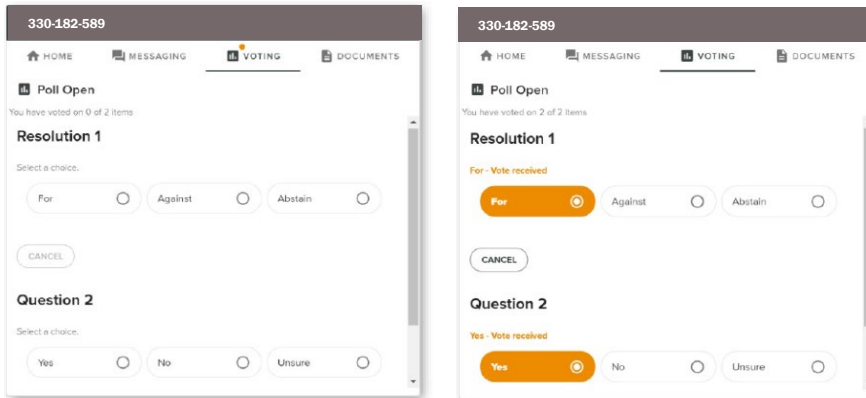 330-182-589
HOME MESSAGING VOTING DOCUMENTS
Poll Open
You have voted on 0 of 2 items
Resolution 1
Select a choice.
For Against Abstain
CANCEL
Question 2
Select a choice.
Yes No Unsure
330-182-589
HOME MESSAGING VOTING DOCUMENTS
Poll Open
You have voted on 2 of 2 items
Resolution 1
For - Vote received
For Against Abstain
CANCEL
Question 2
Yes - Vote received
Yes No Unsure